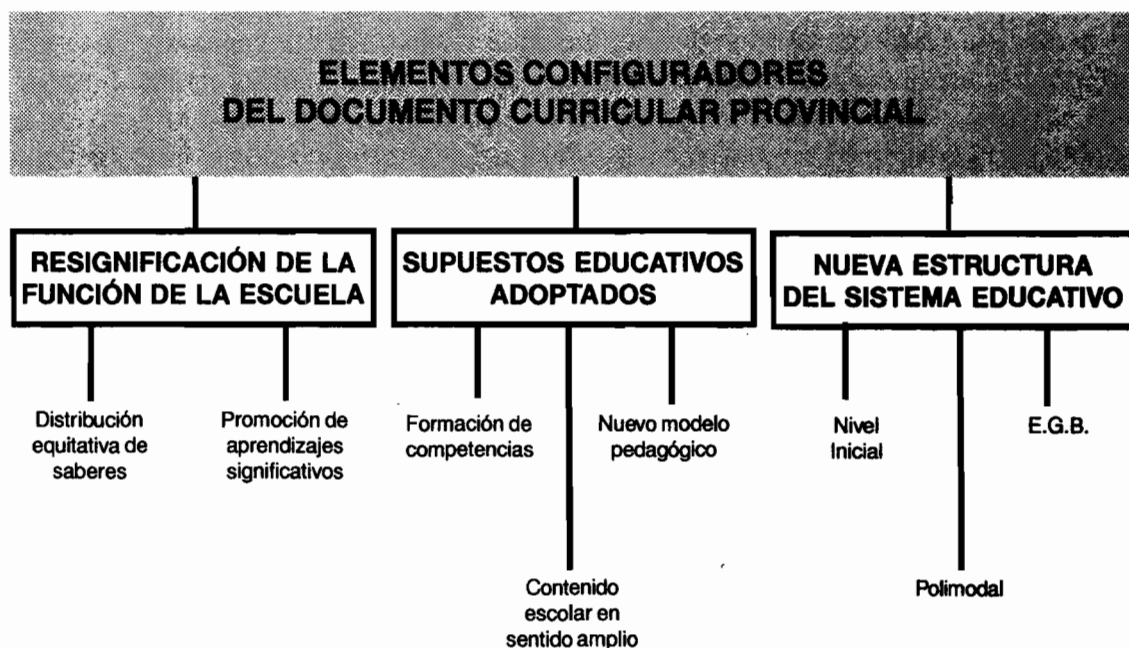 ELEMENTOS CONFIGURADORES
DEL DOCUMENTO CURRICULAR PROVINCIAL
RESIGNIFICACIÓN DE LA
FUNCIÓN DE LA ESCUELA
SUPUESTOS EDUCATIVOS
ADOPTADOS
NUEVA ESTRUCTURA
DEL SISTEMA EDUCATIVO
Distribución
equitativa de
saberes
Promoción de
aprendizajes
significativos
Formación de
competencias
Nuevo modelo
pedagógico
Nivel
Inicial
E.G.B.
Contenido
escolar en
sentido amplio
Polimodal